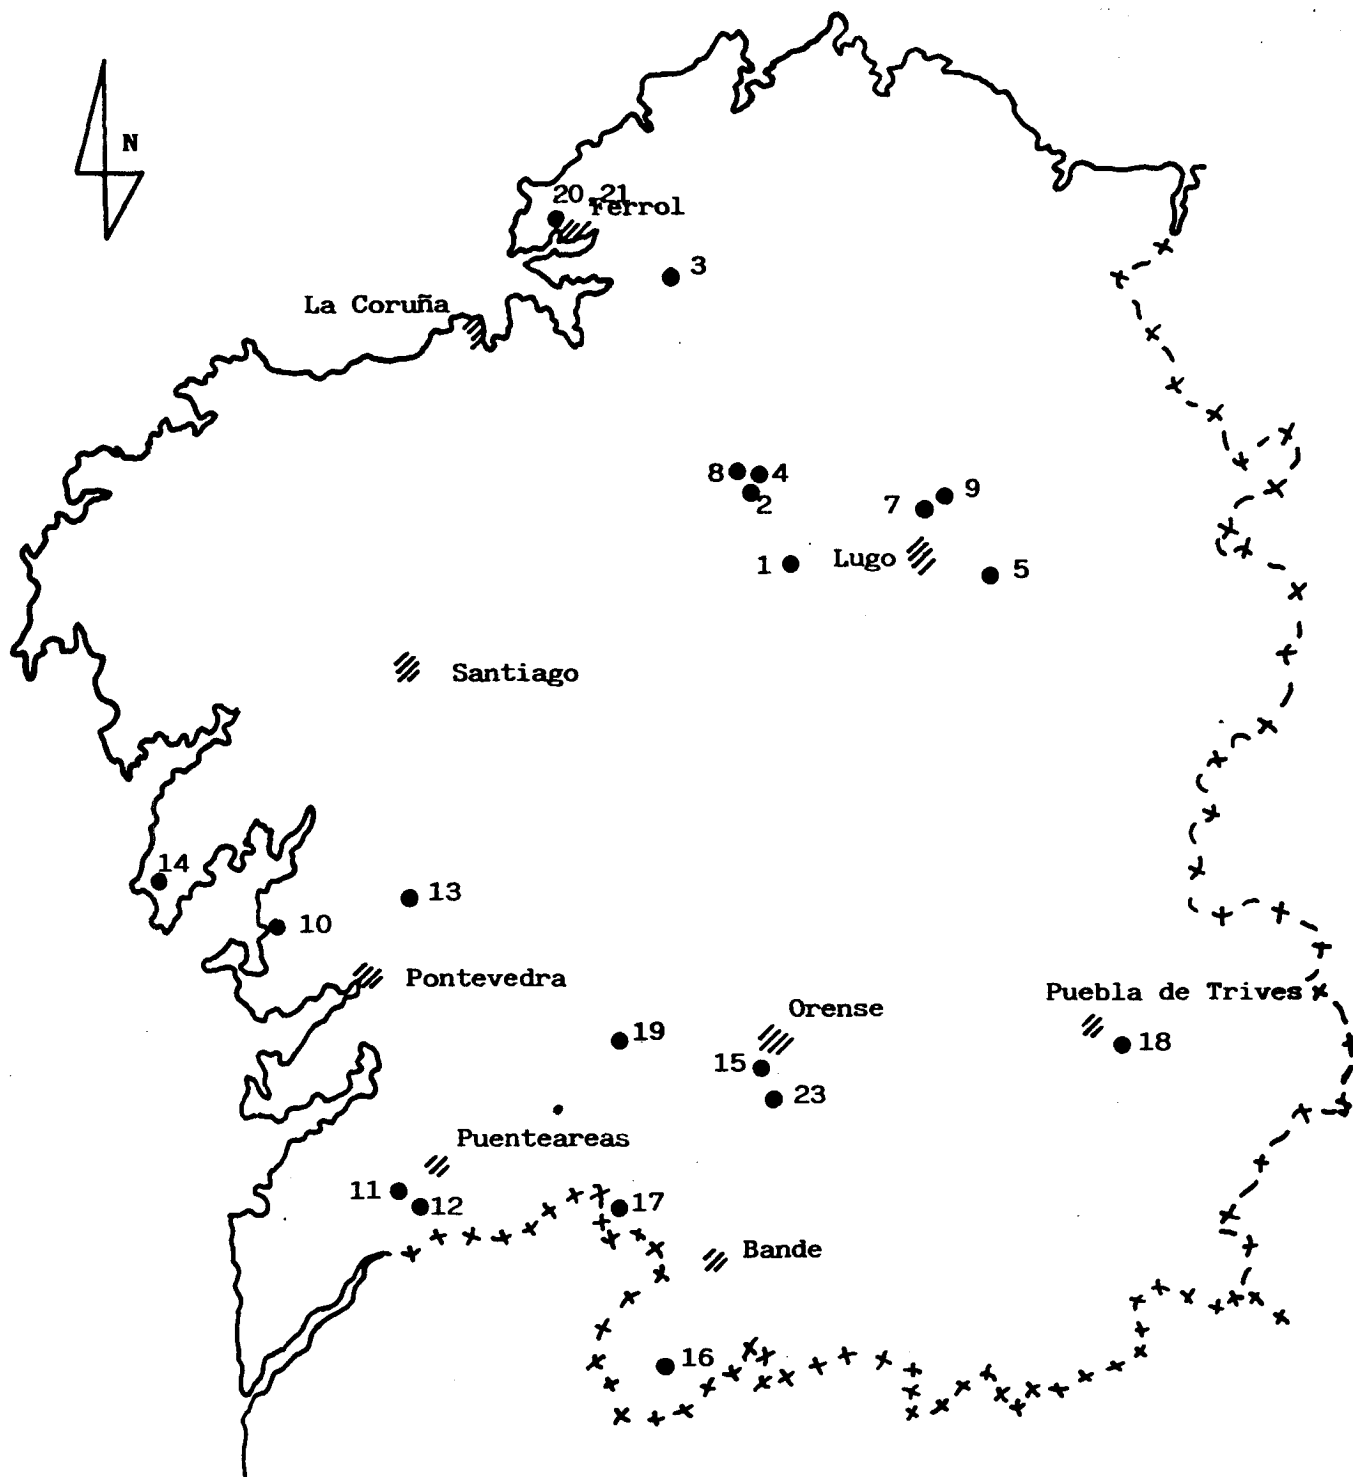 N
20,21
Ferrol
3
La Coruña
8
4
2
7
9
1
Lugo
5
Santiago
14
13
10
Pontevedra
Puebla de Trives
Orense
19
15
18
23
Puenteareas
11
12
17
Bande
16